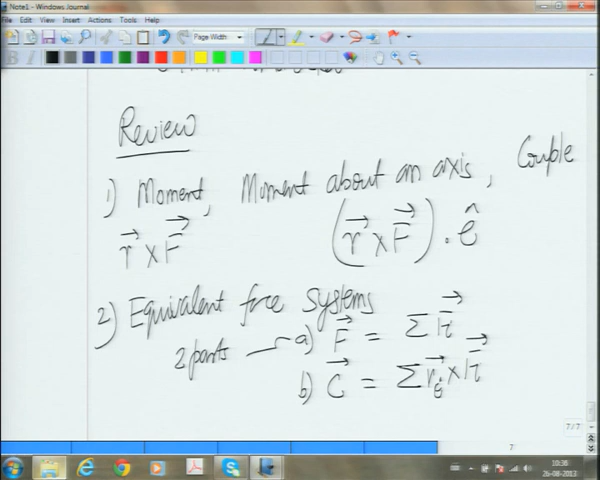 Note1 - Windows Journal
File Edit View Insert Actions Tools Help
Page Width
Review
1) Moment, Moment about an axis, Couple
r⃗ × F⃗ (r⃗ × F⃗) · ê
2) Equivalent force systems
2 parts a) F⃗ = Σ F⃗ᵢ
b) C⃗ = Σ r⃗ᵢ × F⃗ᵢ
7/7
7
10:36
26-08-2013